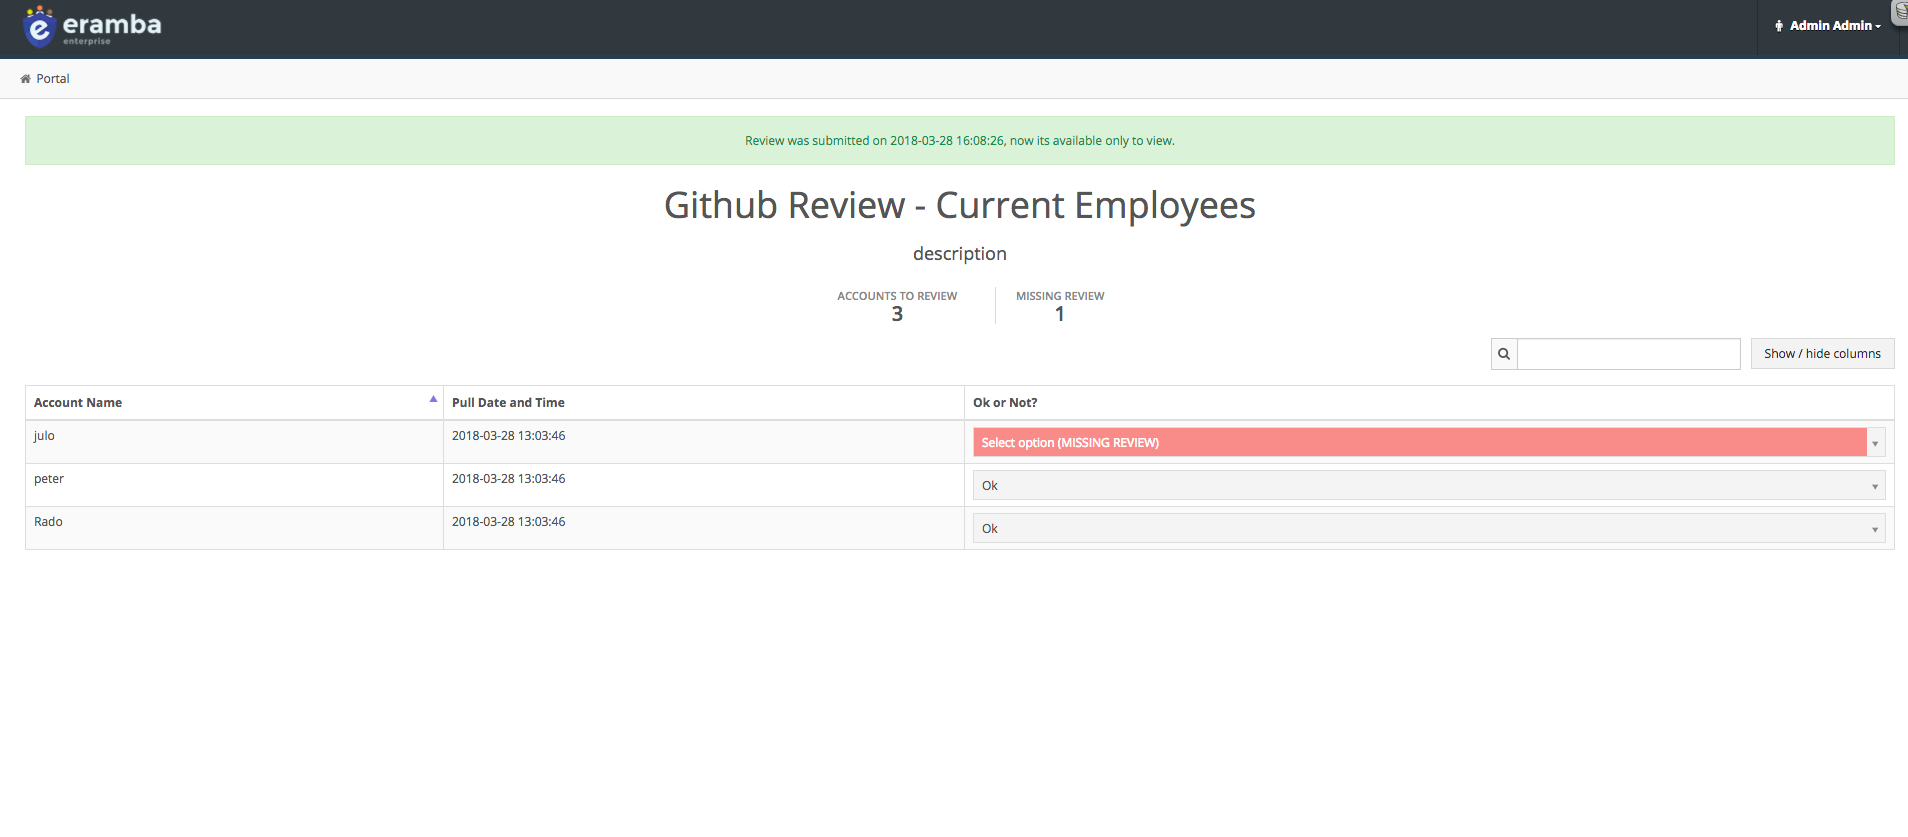 eramba
enterprise
Admin Admin
Portal
Review was submitted on 2018-03-28 16:08:26, now its available only to view.
Github Review - Current Employees
description
ACCOUNTS TO REVIEW MISSING REVIEW
3 1
Show / hide columns
Account Name Pull Date and Time Ok or Not?
julo 2018-03-28 13:03:46 Select option (MISSING REVIEW)
peter 2018-03-28 13:03:46 Ok
Rado 2018-03-28 13:03:46 Ok